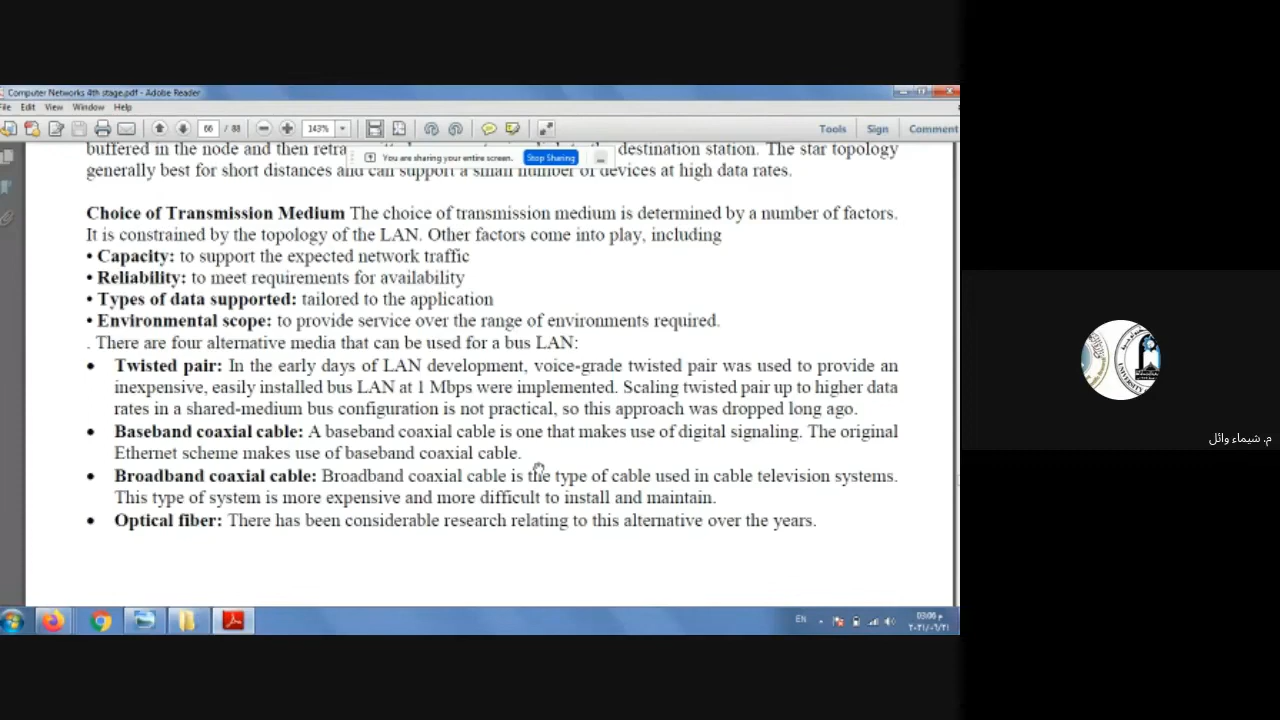 Computer Networks 4th stage.pdf - Adobe Reader
File Edit View Window Help
66 / 88 143% Tools Sign Comment
buffered in the node and then destination station. The star topology
You are sharing your entire screen. Stop Sharing
generally best for short distances and can support a small number of devices at high data rates.
Choice of Transmission Medium The choice of transmission medium is determined by a number of factors.
It is constrained by the topology of the LAN. Other factors come into play, including
• Capacity: to support the expected network traffic
• Reliability: to meet requirements for availability
• Types of data supported: tailored to the application
• Environmental scope: to provide service over the range of environments required.
. There are four alternative media that can be used for a bus LAN:
• Twisted pair: In the early days of LAN development, voice-grade twisted pair was used to provide an
inexpensive, easily installed bus LAN at 1 Mbps were implemented. Scaling twisted pair up to higher data
rates in a shared-medium bus configuration is not practical, so this approach was dropped long ago.
• Baseband coaxial cable: A baseband coaxial cable is one that makes use of digital signaling. The original
Ethernet scheme makes use of baseband coaxial cable.
• Broadband coaxial cable: Broadband coaxial cable is the type of cable used in cable television systems.
This type of system is more expensive and more difficult to install and maintain.
• Optical fiber: There has been considerable research relating to this alternative over the years.
م. شيماء وائل
EN
03:06 م
٢٠٢١/٠٦/٢١